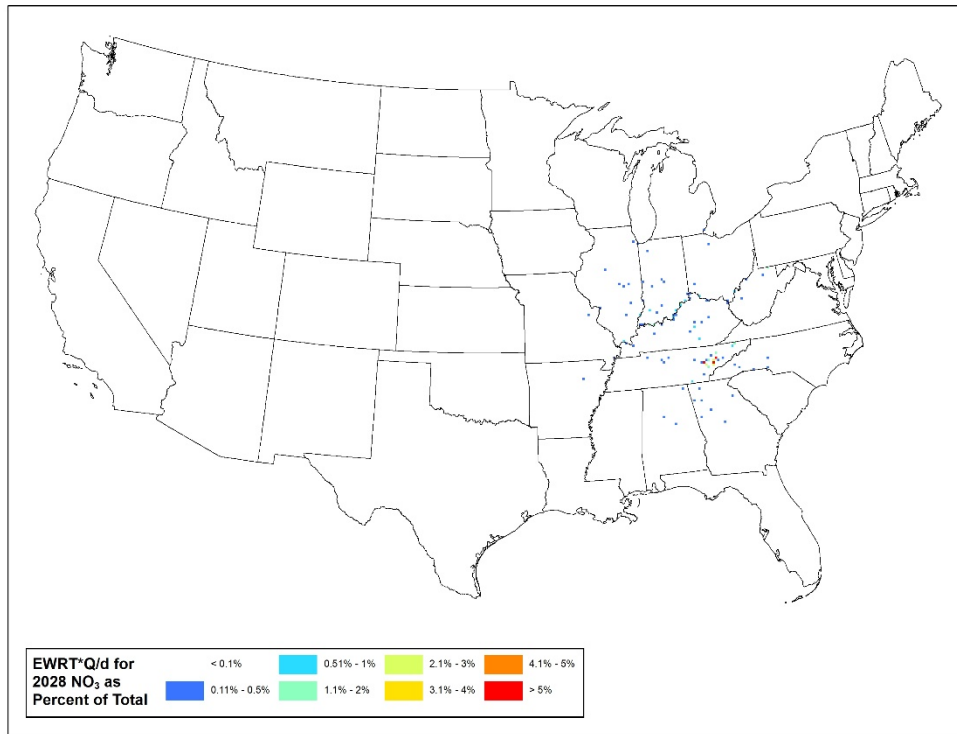 EWRT*Q/d for
2028 NO₃ as
Percent of Total
< 0.1%
0.51% - 1%
2.1% - 3%
4.1% - 5%
0.11% - 0.5%
1.1% - 2%
3.1% - 4%
> 5%